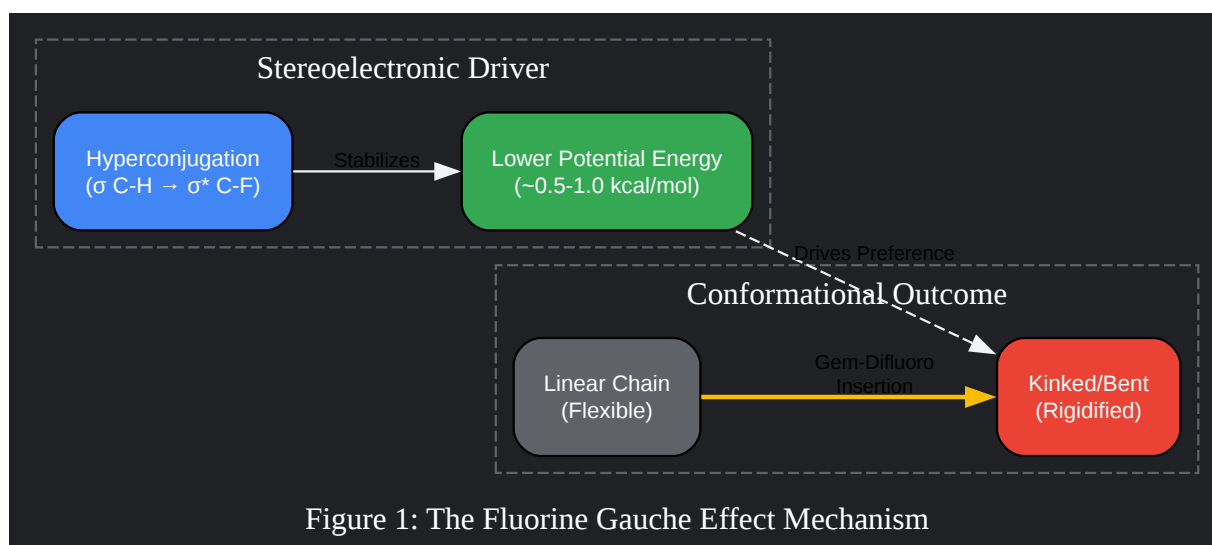 Stereoelectronic Driver
Hyperconjugation
(σ C-H → σ* C-F)
Stabilizes
Lower Potential Energy
(~0.5-1.0 kcal/mol)
Drives Preference
Conformational Outcome
Linear Chain
(Flexible)
Gem-Difluoro
Insertion
Kinked/Bent
(Rigidified)
Figure 1: The Fluorine Gauche Effect Mechanism